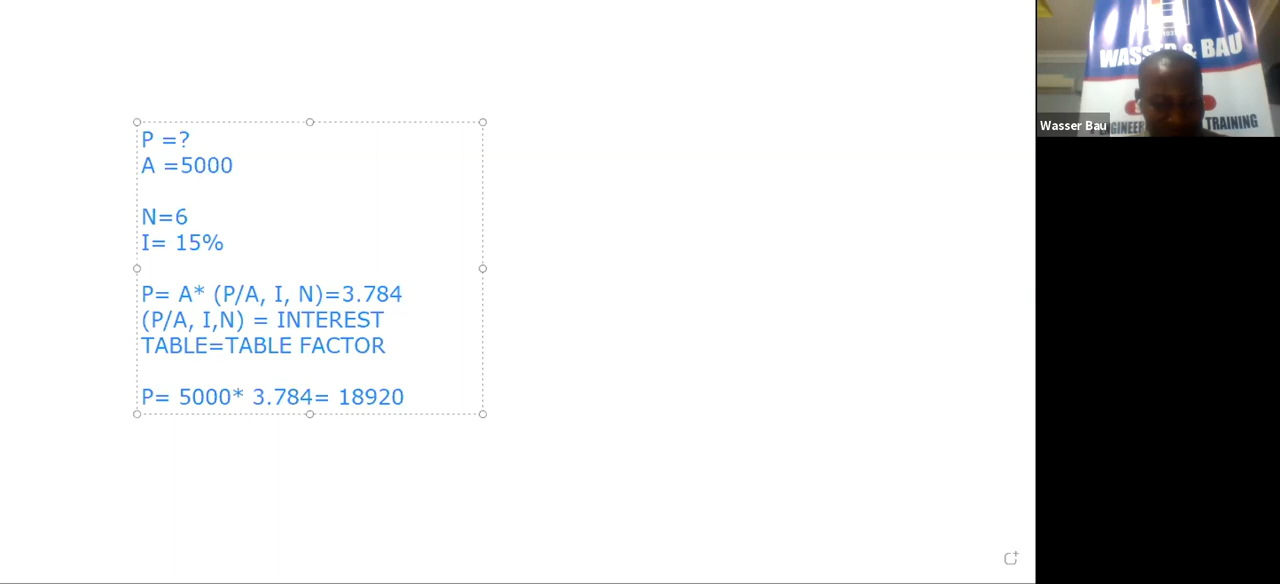 P =?
A =5000
N=6
I= 15%
P= A* (P/A, I, N)=3.784
(P/A, I,N) = INTEREST
TABLE=TABLE FACTOR
P= 5000* 3.784= 18920
WASSER & BAU
TRAINING
Wasser Bau